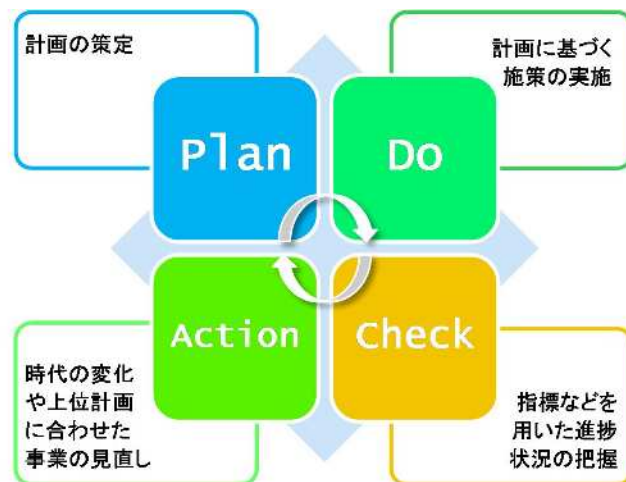 計画の策定
計画に基づく
施策の実施
Plan
Do
Action
Check
時代の変化
や上位計画
に合わせた
事業の見直し
指標などを
用いた進捗
状況の把握